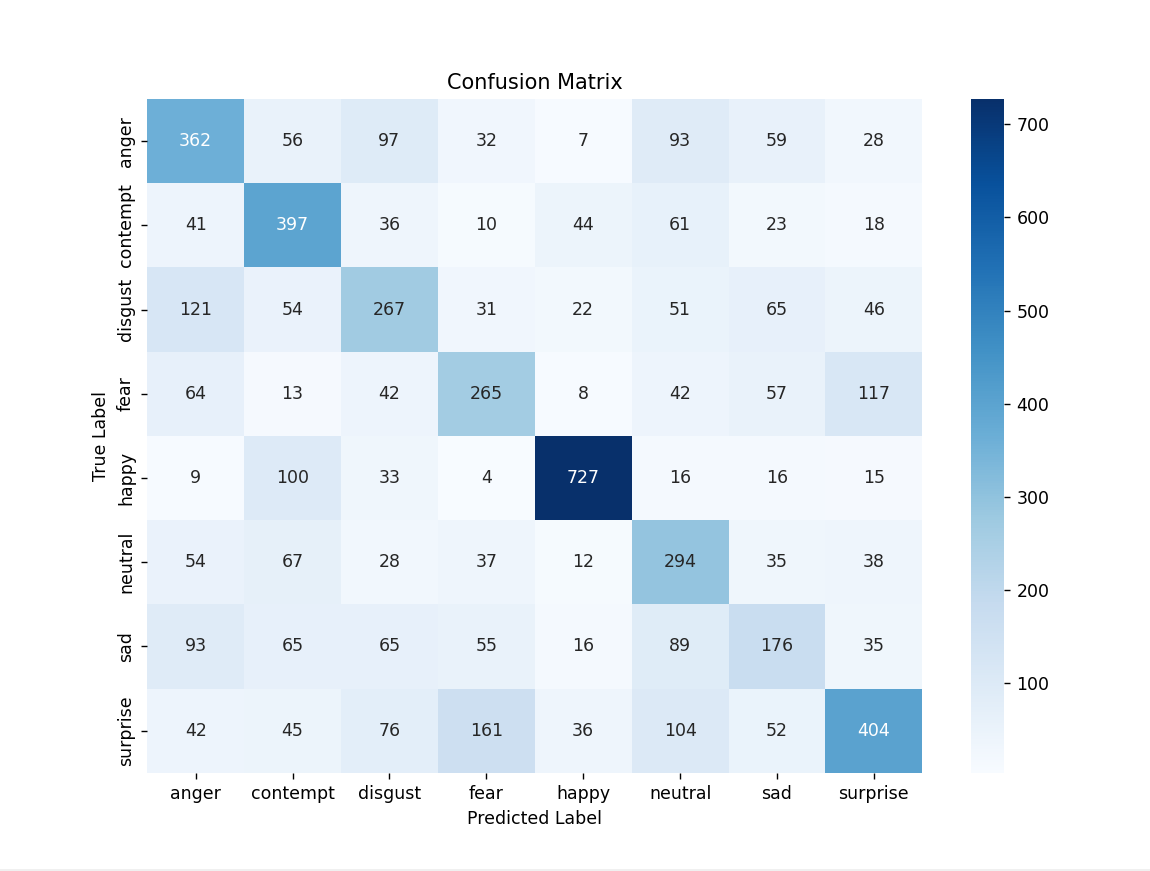 Confusion Matrix
anger 362 56 97 32 7 93 59 28
contempt 41 397 36 10 44 61 23 18
disgust 121 54 267 31 22 51 65 46
fear 64 13 42 265 8 42 57 117
happy 9 100 33 4 727 16 16 15
neutral 54 67 28 37 12 294 35 38
sad 93 65 65 55 16 89 176 35
surprise 42 45 76 161 36 104 52 404
anger contempt disgust fear happy neutral sad surprise
Predicted Label
True Label
700
600
500
400
300
200
100